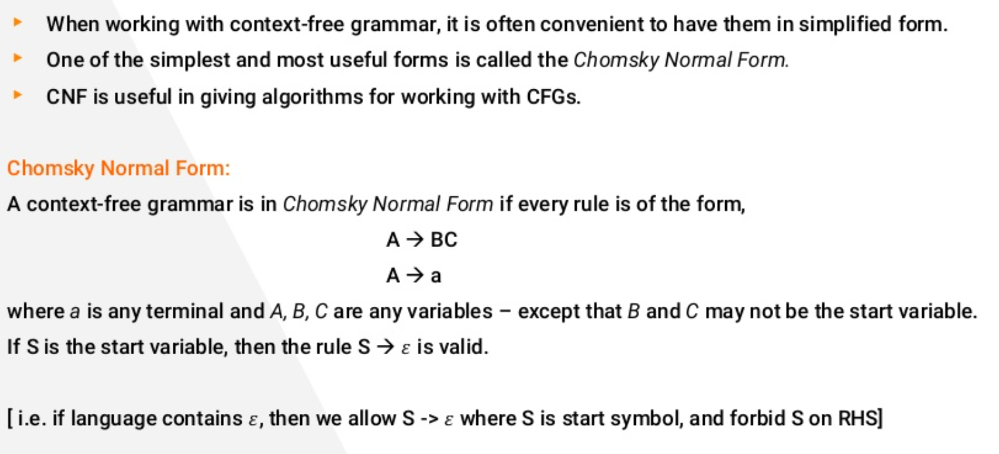 ▸ When working with context-free grammar, it is often convenient to have them in simplified form.
▸ One of the simplest and most useful forms is called the Chomsky Normal Form.
▸ CNF is useful in giving algorithms for working with CFGs.
Chomsky Normal Form:
A context-free grammar is in Chomsky Normal Form if every rule is of the form,
A → BC
A → a
where a is any terminal and A, B, C are any variables – except that B and C may not be the start variable.
If S is the start variable, then the rule S → ε is valid.
[ i.e. if language contains ε, then we allow S -> ε where S is start symbol, and forbid S on RHS]